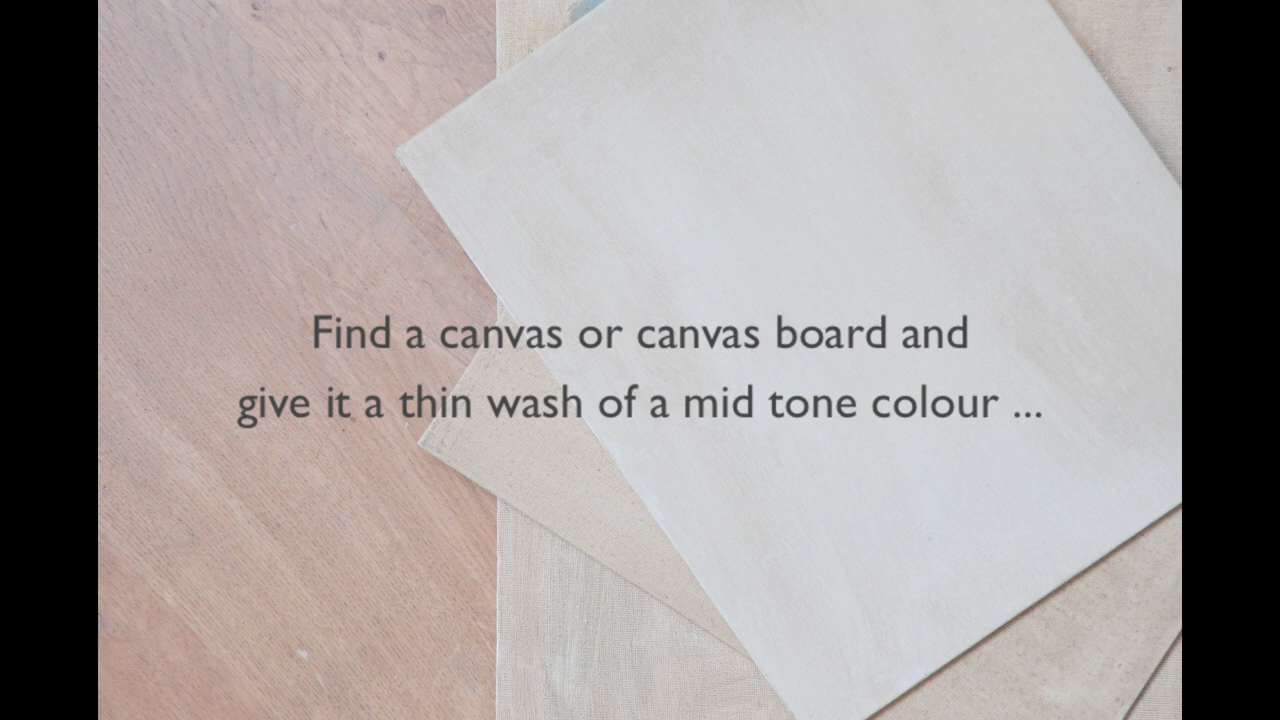 Find a canvas or canvas board and
give it a thin wash of a mid tone colour ...